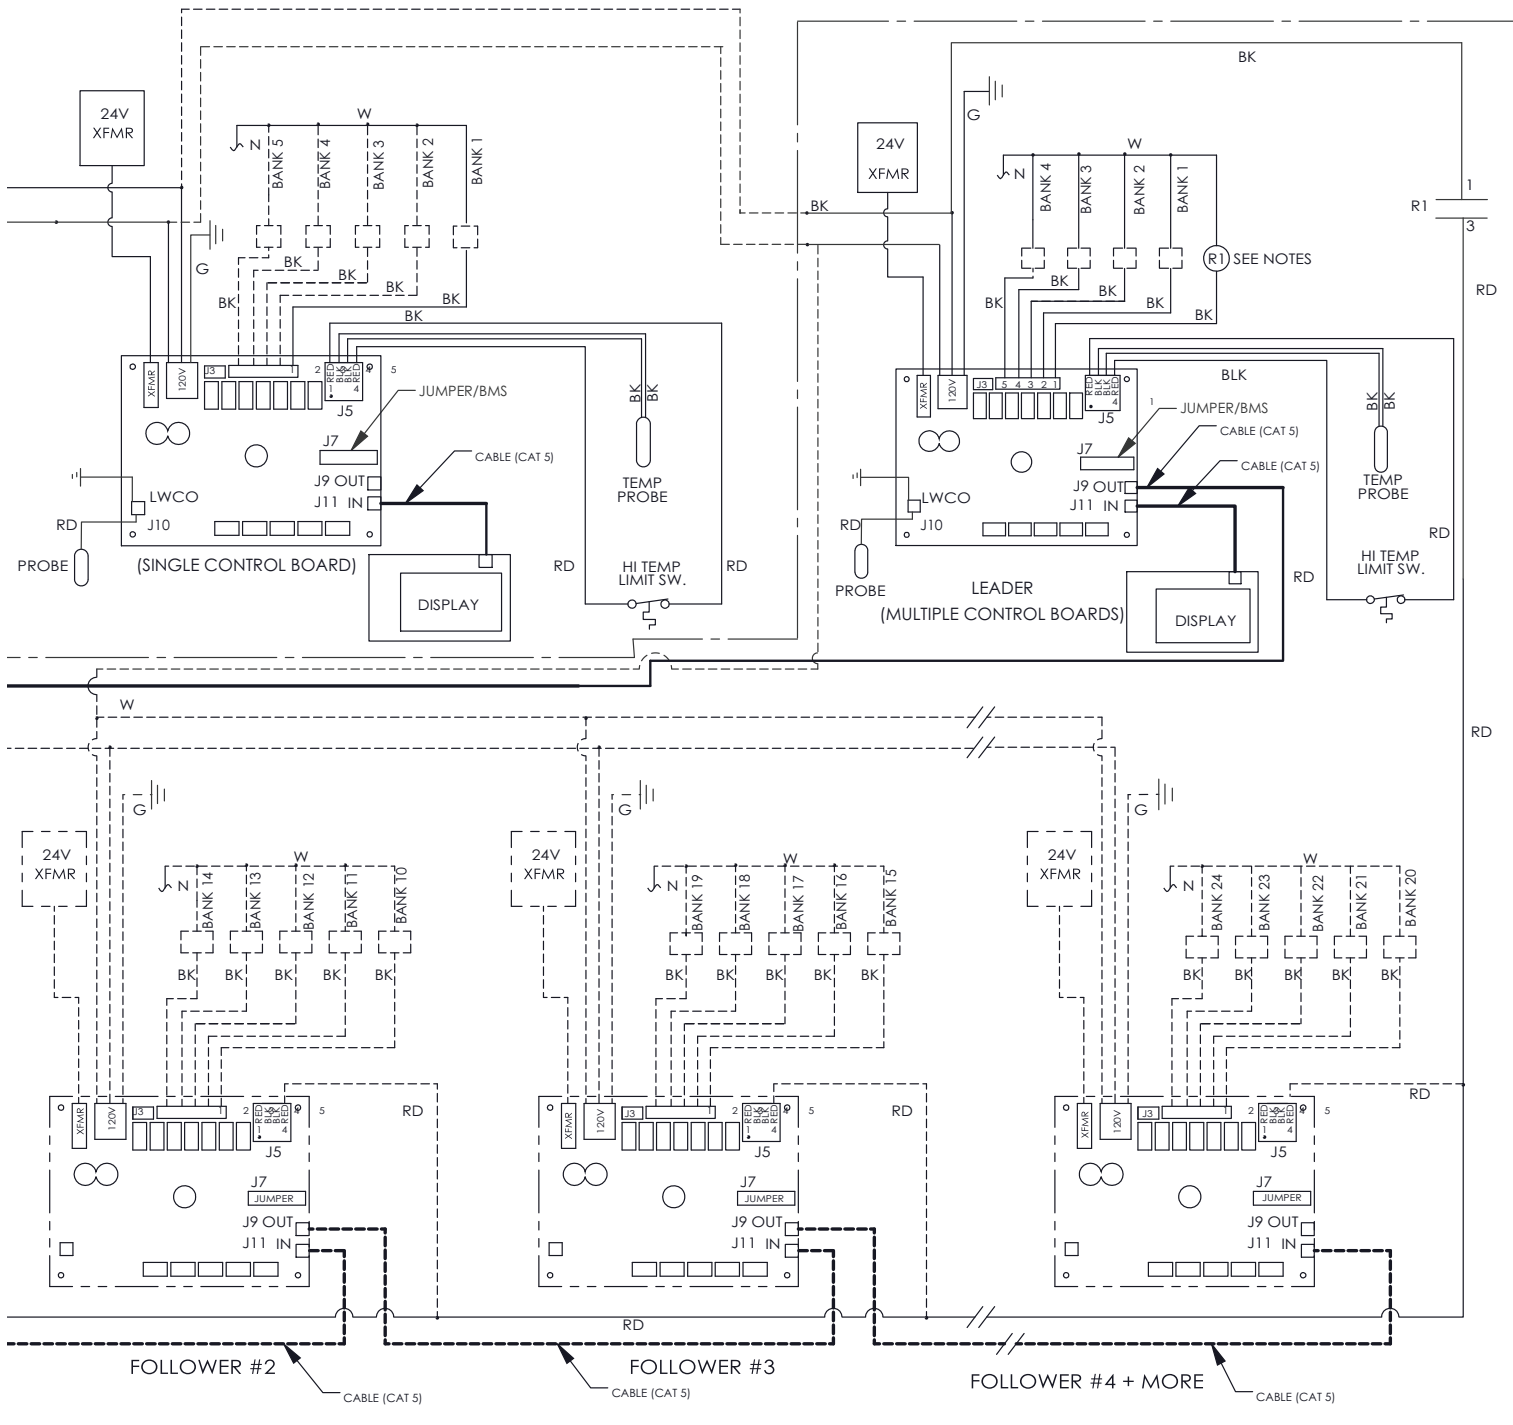 24V
XFMR
W
N
BANK 5
BANK 4
BANK 3
BANK 2
BANK 1
G
BK
BK
BK
BK
BK
BK
XFMR
120V
J3
1
2
RED
BLK
BLK
RED
1
4
5
J5
JUMPER/BMS
J7
CABLE (CAT 5)
J9 OUT
J11 IN
LWCO
J10
RD
PROBE
(SINGLE CONTROL BOARD)
DISPLAY
BK
BK
TEMP
PROBE
RD
HI TEMP
LIMIT SW.
RD
BK
BK
24V
XFMR
G
W
N
BANK 4
BANK 3
BANK 2
BANK 1
R1
SEE NOTES
BK
BK
BK
BK
R1
1
3
RD
XFMR
120V
J3
5
4
3
2
1
RED
BLK
BLK
RED
4
J5
BLK
1
JUMPER/BMS
J7
CABLE (CAT 5)
CABLE (CAT 5)
J9 OUT
J11 IN
LWCO
J10
RD
PROBE
BK
BK
TEMP
PROBE
RD
HI TEMP
LIMIT SW.
RD
LEADER
(MULTIPLE CONTROL BOARDS)
DISPLAY
W
RD
G
24V
XFMR
W
N
BANK 14
BANK 13
BANK 12
BANK 11
BANK 10
BK
BK
BK
BK
BK
XFMR
120V
J3
1
2
RED
BLK
BLK
RED
1
4
5
J5
RD
J7
JUMPER
J9 OUT
J11 IN
G
24V
XFMR
W
N
BANK 19
BANK 18
BANK 17
BANK 16
BANK 15
BK
BK
BK
BK
BK
XFMR
120V
J3
1
2
RED
BLK
BLK
RED
1
4
5
J5
RD
J7
JUMPER
J9 OUT
J11 IN
G
24V
XFMR
W
N
BANK 24
BANK 23
BANK 22
BANK 21
BANK 20
BK
BK
BK
BK
BK
XFMR
120V
J3
1
2
RED
BLK
BLK
RED
1
4
5
J5
RD
J7
JUMPER
J9 OUT
J11 IN
RD
FOLLOWER #2
CABLE (CAT 5)
FOLLOWER #3
CABLE (CAT 5)
FOLLOWER #4 + MORE
CABLE (CAT 5)